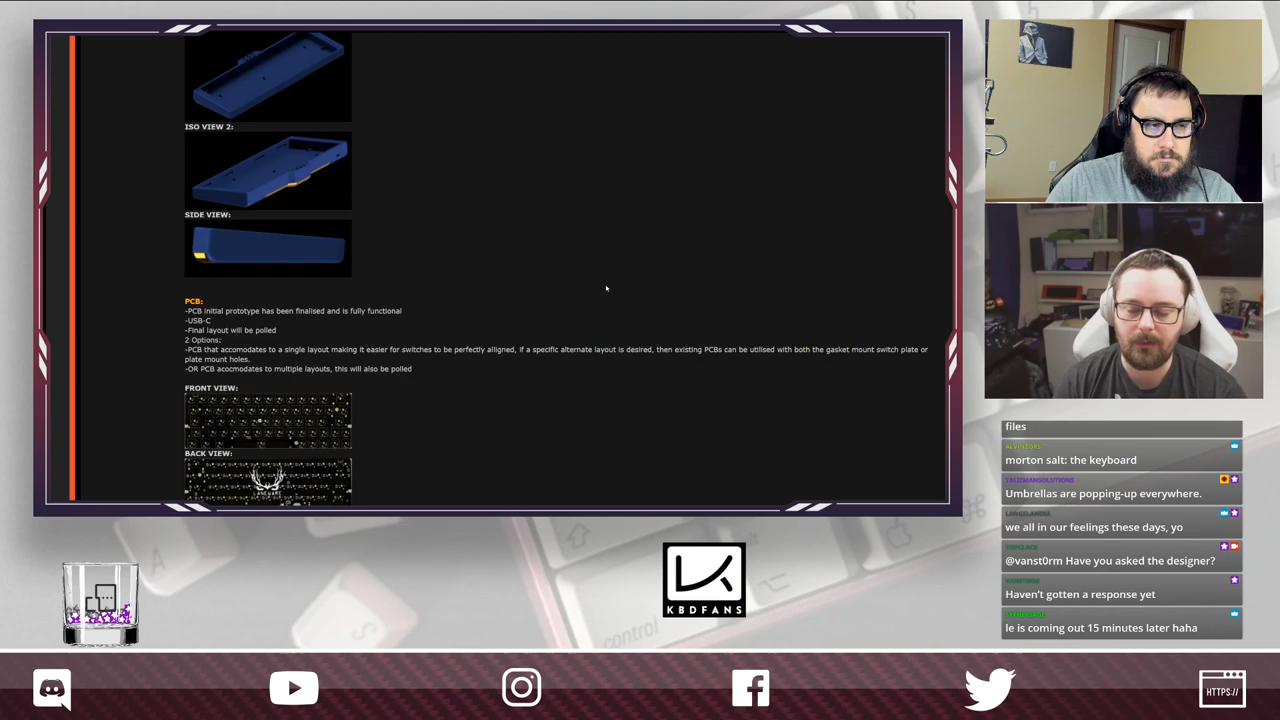 ISO VIEW 2:
SIDE VIEW:
PCB:
-PCB initial prototype has been finalised and is fully functional
-USB-C
-Final layout will be polled
2 Options:
-PCB that accomodates to a single layout making it easier for switches to be perfectly alligned, if a specific alternate layout is desired, then existing PCBs can be utilised with both the gasket mount switch plate or
plate mount holes.
-OR PCB acocmodates to multiple layouts, this will also be polled
FRONT VIEW:
BACK VIEW:
files
morton salt: the keyboard
TALIZMANSOLUTIONS
Umbrellas are popping-up everywhere.
we all in our feelings these days, yo
@vanst0rm Have you asked the designer?
Haven't gotten a response yet
le is coming out 15 minutes later haha
KBDFANS
control
HTTP://